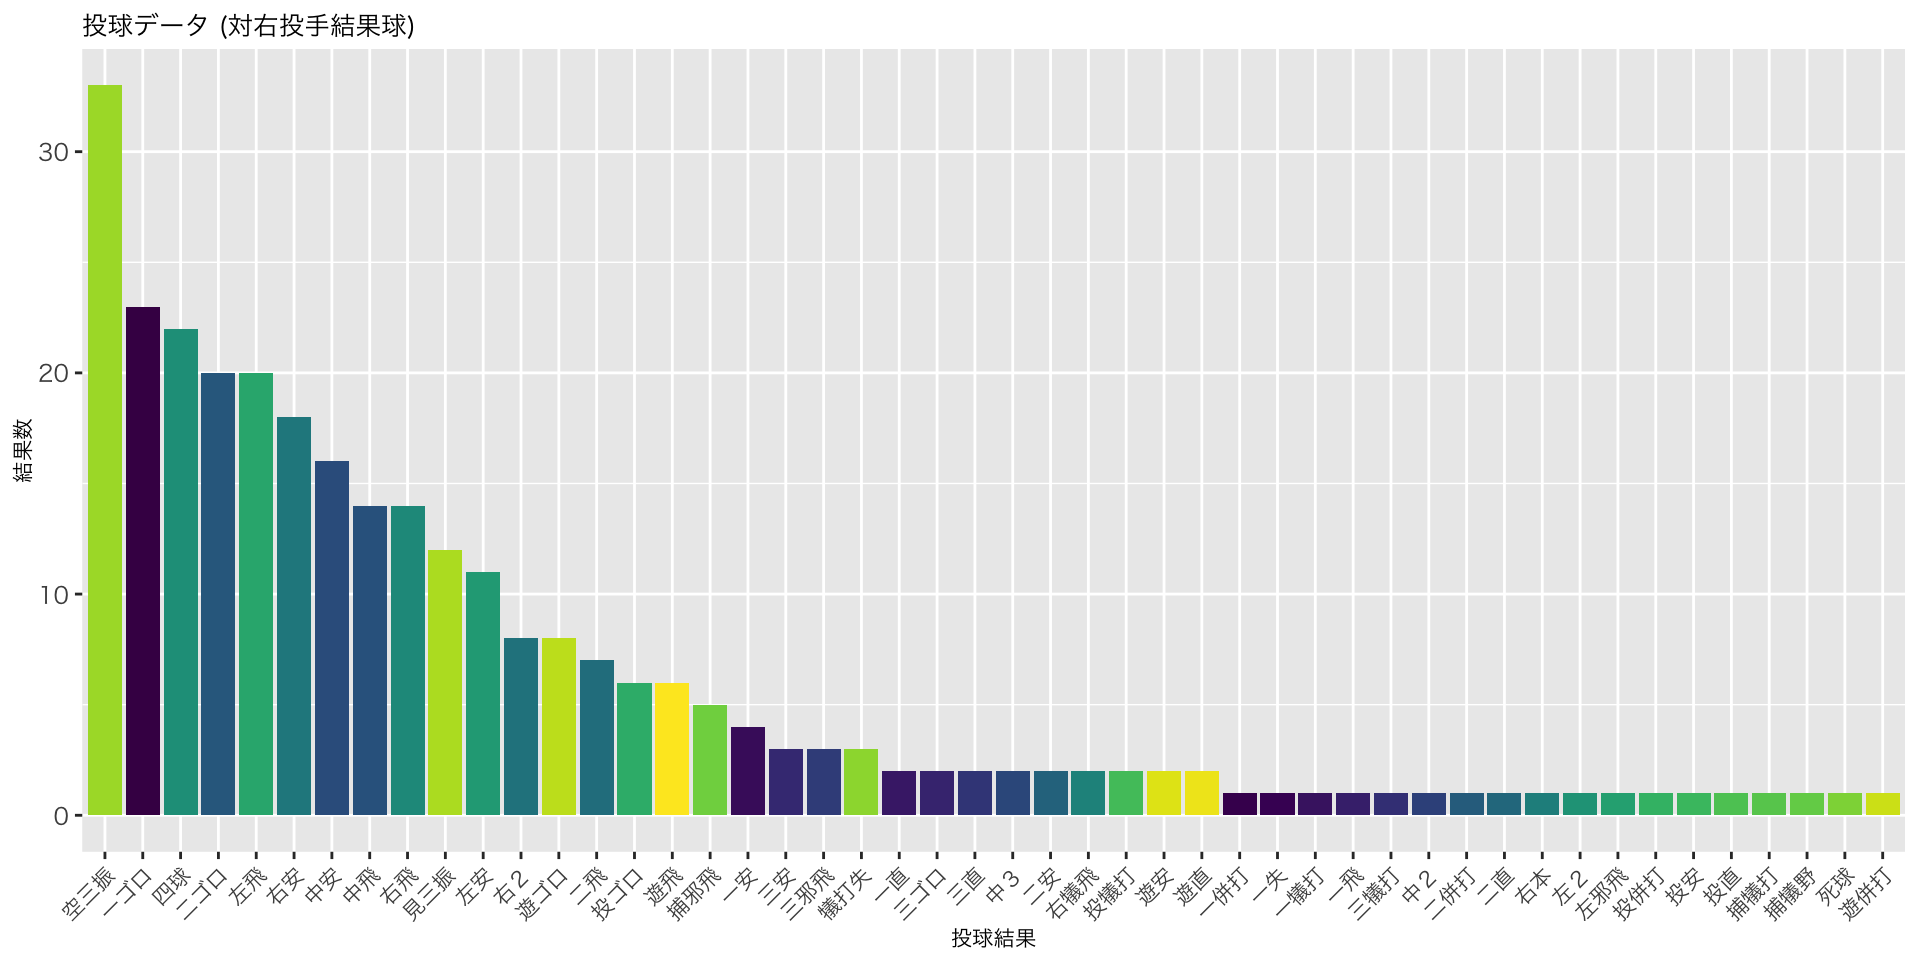 投球データ (対右投手結果球)
結果数
30
20
10
0
空三振
一ゴロ
四球
二ゴロ
左飛
右安
中安
中飛
右飛
見三振
左安
右２
遊ゴロ
二飛
投ゴロ
遊飛
捕邪飛
一安
三安
三邪飛
犠打失
一直
三ゴロ
三直
中３
二安
右犠飛
投犠打
遊安
遊直
一併打
一失
一犠打
一飛
三犠打
中２
二併打
二直
右本
左２
左邪飛
投併打
投安
投直
捕犠打
捕犠野
死球
遊併打
投球結果